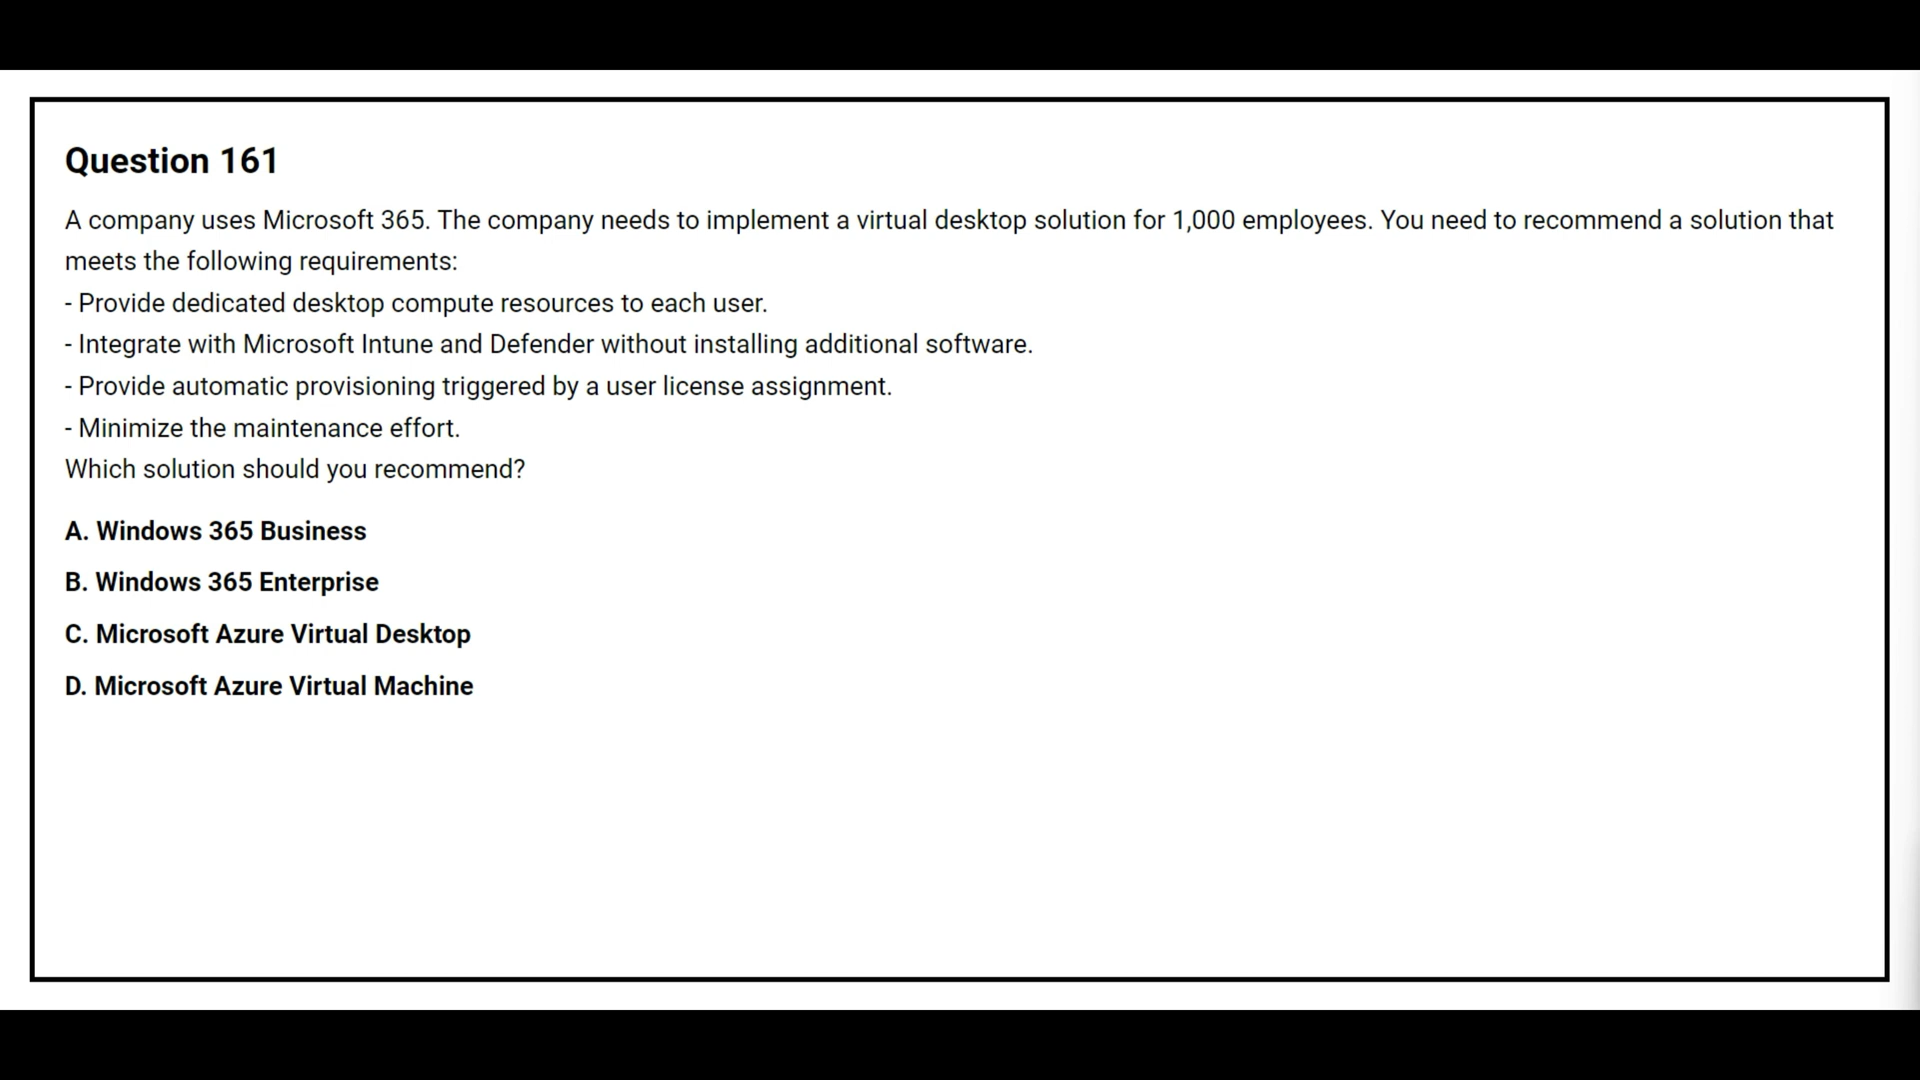 Question 161
A company uses Microsoft 365. The company needs to implement a virtual desktop solution for 1,000 employees. You need to recommend a solution that
meets the following requirements:
- Provide dedicated desktop compute resources to each user.
- Integrate with Microsoft Intune and Defender without installing additional software.
- Provide automatic provisioning triggered by a user license assignment.
- Minimize the maintenance effort.
Which solution should you recommend?
A. Windows 365 Business
B. Windows 365 Enterprise
C. Microsoft Azure Virtual Desktop
D. Microsoft Azure Virtual Machine